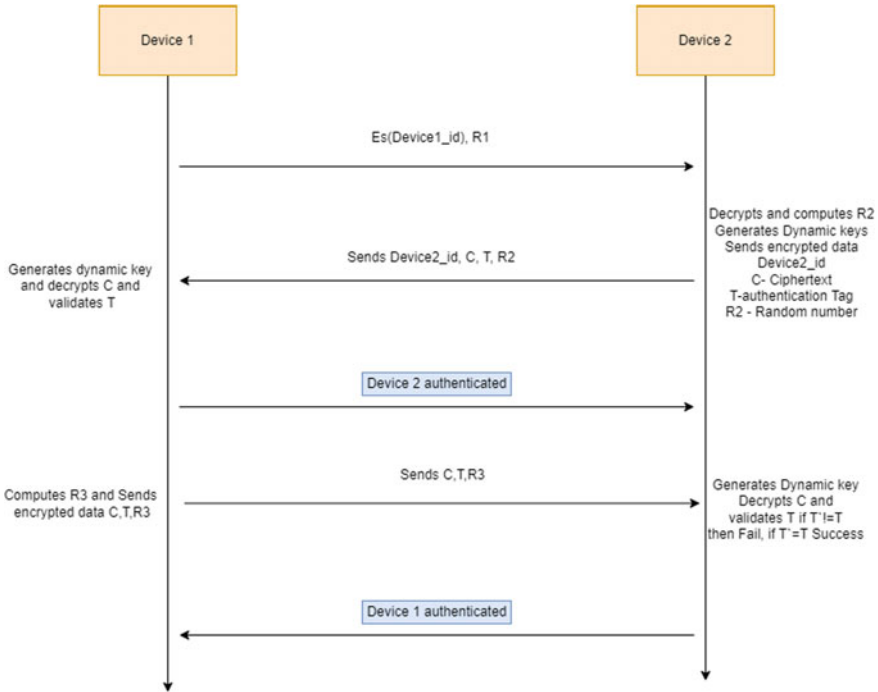 Device 1
Device 2
Es(Device1_id), R1
Decrypts and computes R2
Generates Dynamic keys
Sends encrypted data
Device2_id
C- Ciphertext
T-authentication Tag
R2 - Random number
Sends Device2_id, C, T, R2
Generates dynamic key
and decrypts C and
validates T
Device 2 authenticated
Sends C,T,R3
Computes R3 and Sends
encrypted data C,T,R3
Generates Dynamic key
Decrypts C and
validates T if T`!=T
then Fail, if T`=T Success
Device 1 authenticated